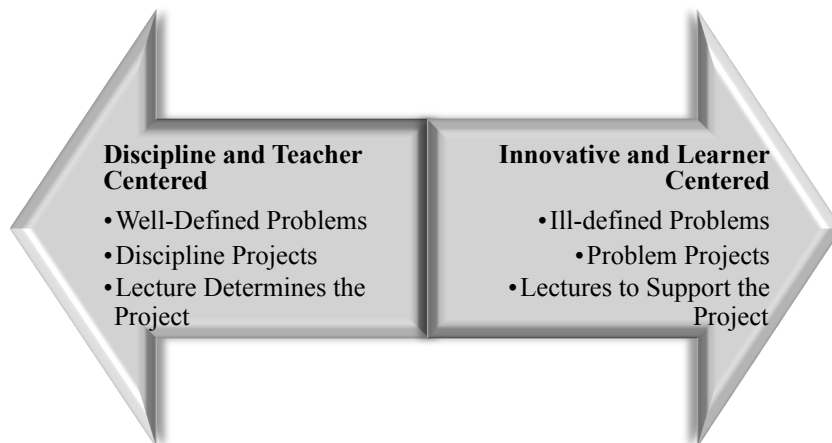 Discipline and Teacher
Centered
•Well-Defined Problems
•Discipline Projects
•Lecture Determines the
Project
Innovative and Learner
Centered
•Ill-defined Problems
•Problem Projects
•Lectures to Support the
Project